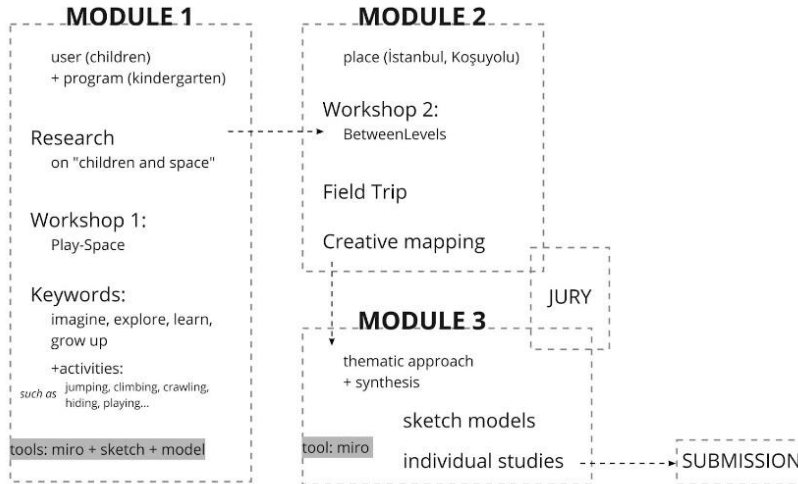 MODULE 1
user (children)
+ program (kindergarten)
Research
on "children and space"
Workshop 1:
Play-Space
Keywords:
imagine, explore, learn,
grow up
+activities:
such as jumping, climbing, crawling,
hiding, playing...
tools: miro + sketch + model
MODULE 2
place (İstanbul, Koşuyolu)
Workshop 2:
BetweenLevels
Field Trip
Creative mapping
JURY
MODULE 3
thematic approach
+ synthesis
sketch models
tool: miro
individual studies
SUBMISSION